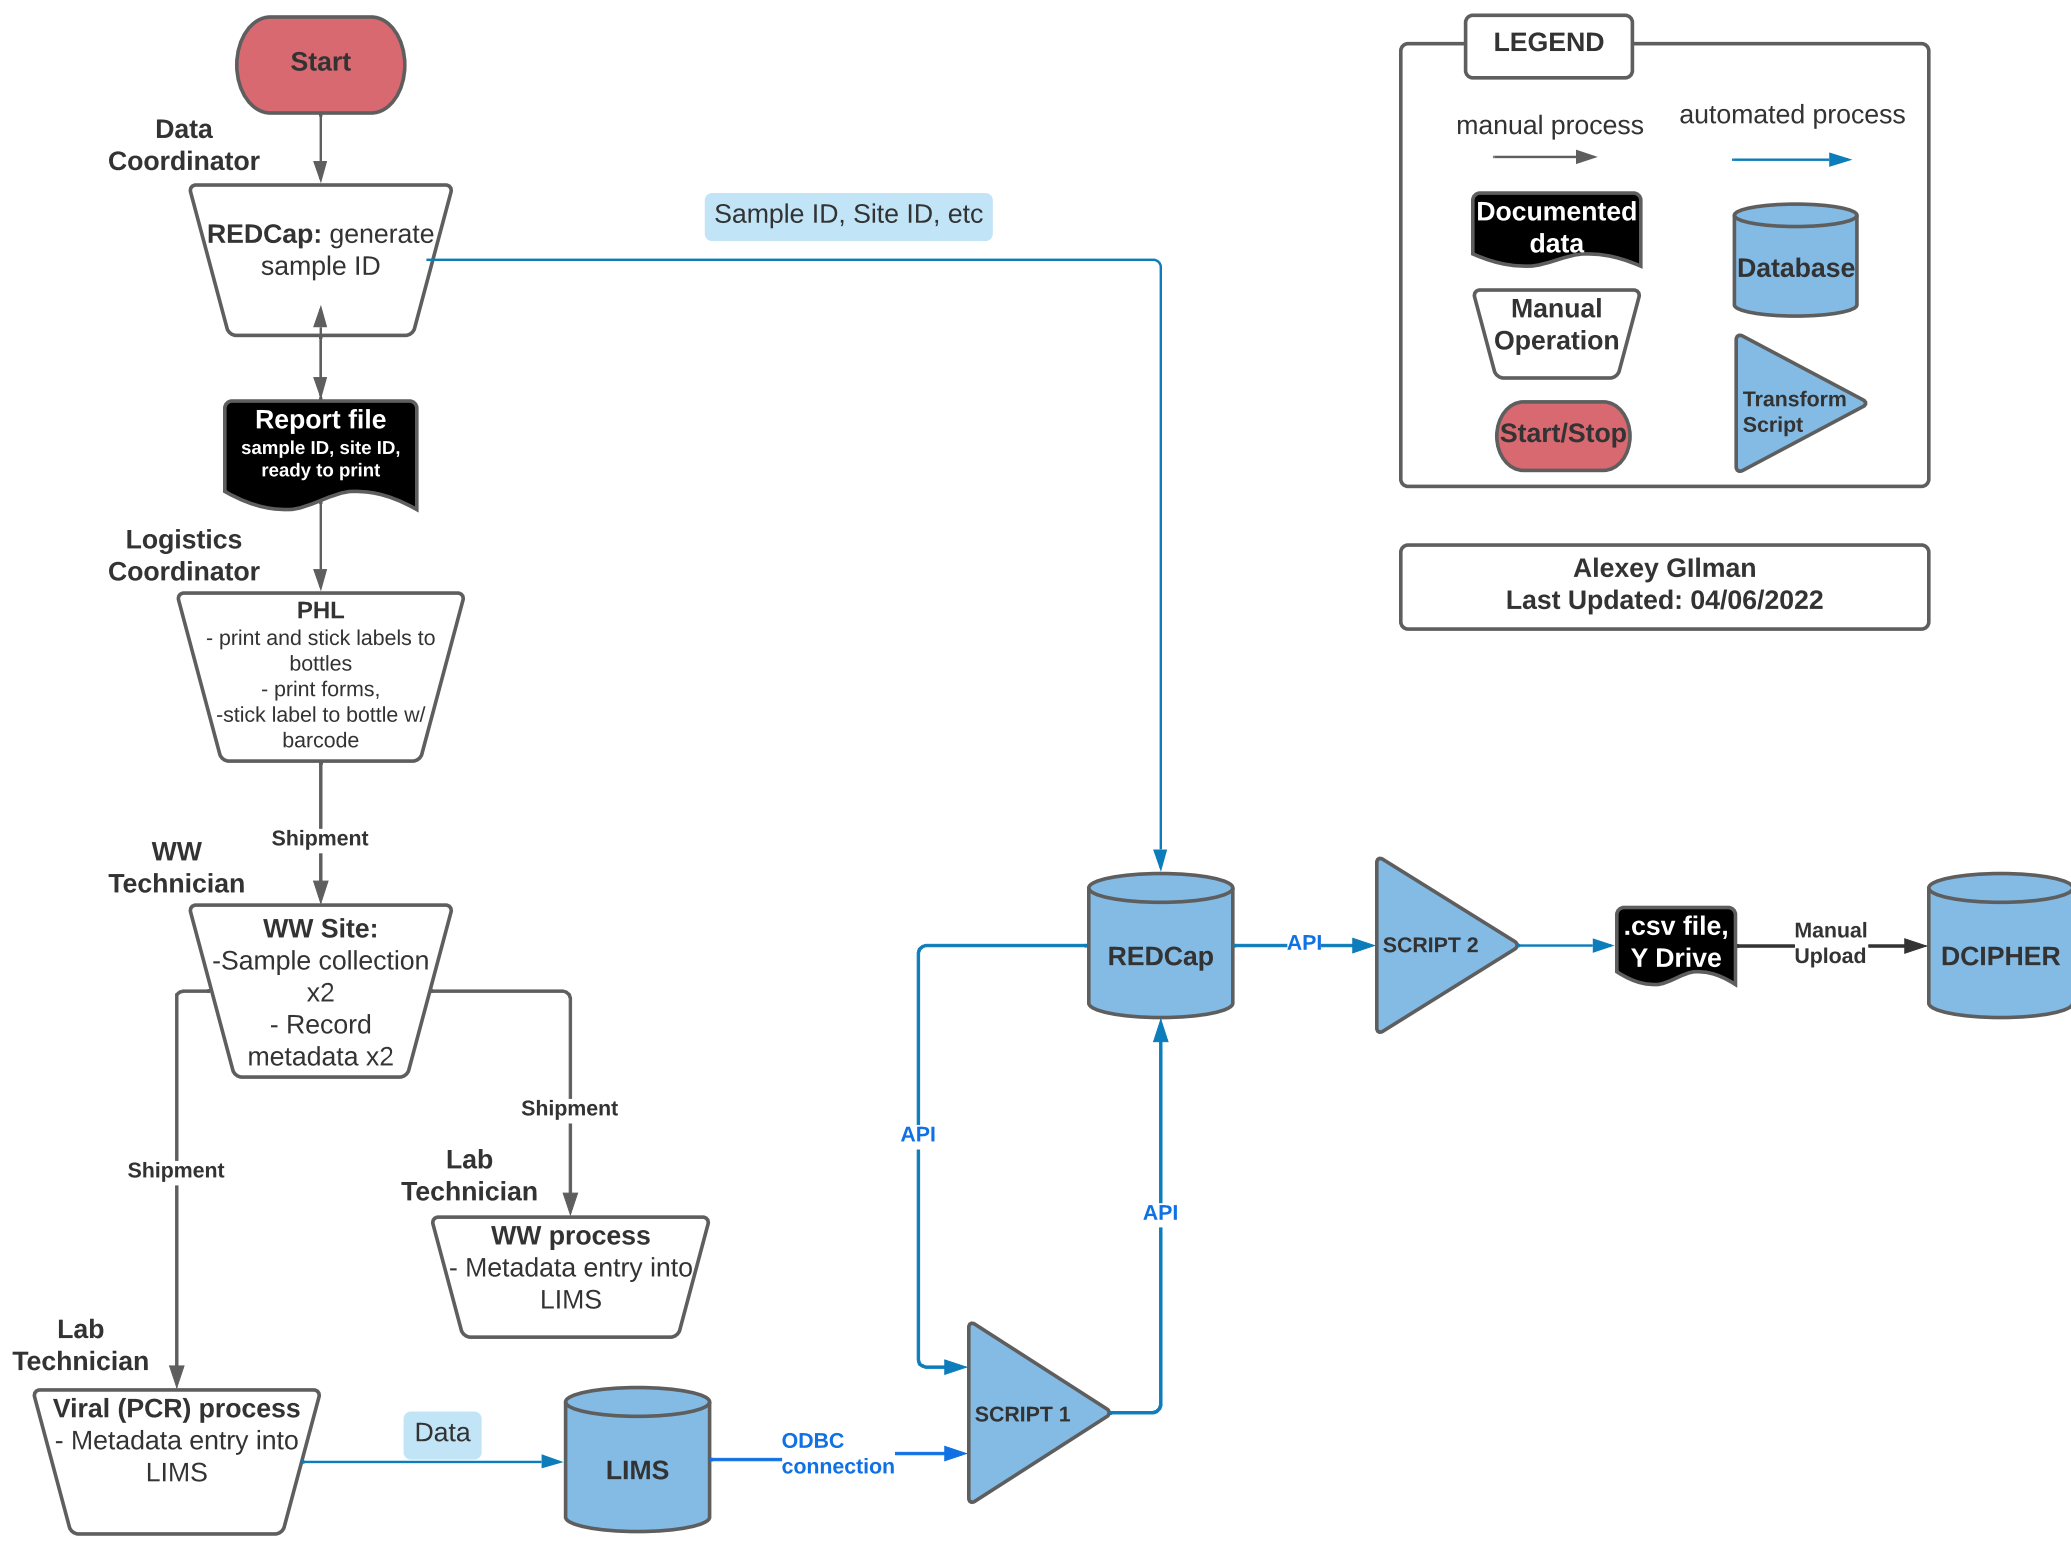 Start
Data
Coordinator
REDCap: generate
sample ID
Sample ID, Site ID, etc
Report file
sample ID, site ID,
ready to print
Logistics
Coordinator
PHL
- print and stick labels to
bottles
- print forms,
-stick label to bottle w/
barcode
Shipment
WW
Technician
WW Site:
-Sample collection
x2
- Record
metadata x2
Shipment
Shipment
Lab
Technician
WW process
- Metadata entry into
LIMS
Lab
Technician
Viral (PCR) process
- Metadata entry into
LIMS
Data
LIMS
ODBC
connection
SCRIPT 1
API
API
REDCap
API
SCRIPT 2
.csv file,
Y Drive
Manual
Upload
DCIPHER
LEGEND
manual process
automated process
Documented
data
Database
Manual
Operation
Transform
Script
Start/Stop
Alexey GIlman
Last Updated: 04/06/2022